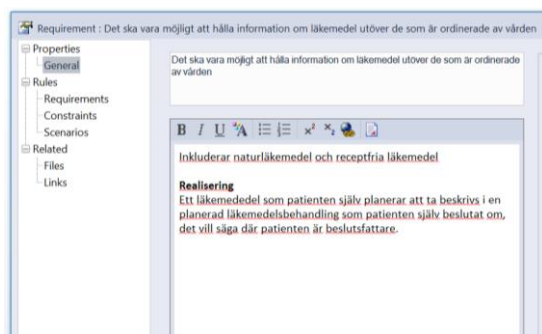 Requirement : Det ska vara möjligt att hålla information om läkemedel utöver de som är ordinerade av vården
Properties
General
Rules
Requirements
Constraints
Scenarios
Related
Files
Links
Det ska vara möjligt att hålla information om läkemedel utöver de som är ordinerade
av vården
B I U A x² x₂
Inkluderar naturläkemedel och receptfria läkemedel
Realisering
Ett läkemededel som patienten själv planerar att ta beskrivs i en
planerad läkemedelsbehandling som patienten själv beslutat om,
det vill säga där patienten är beslutsfattare.